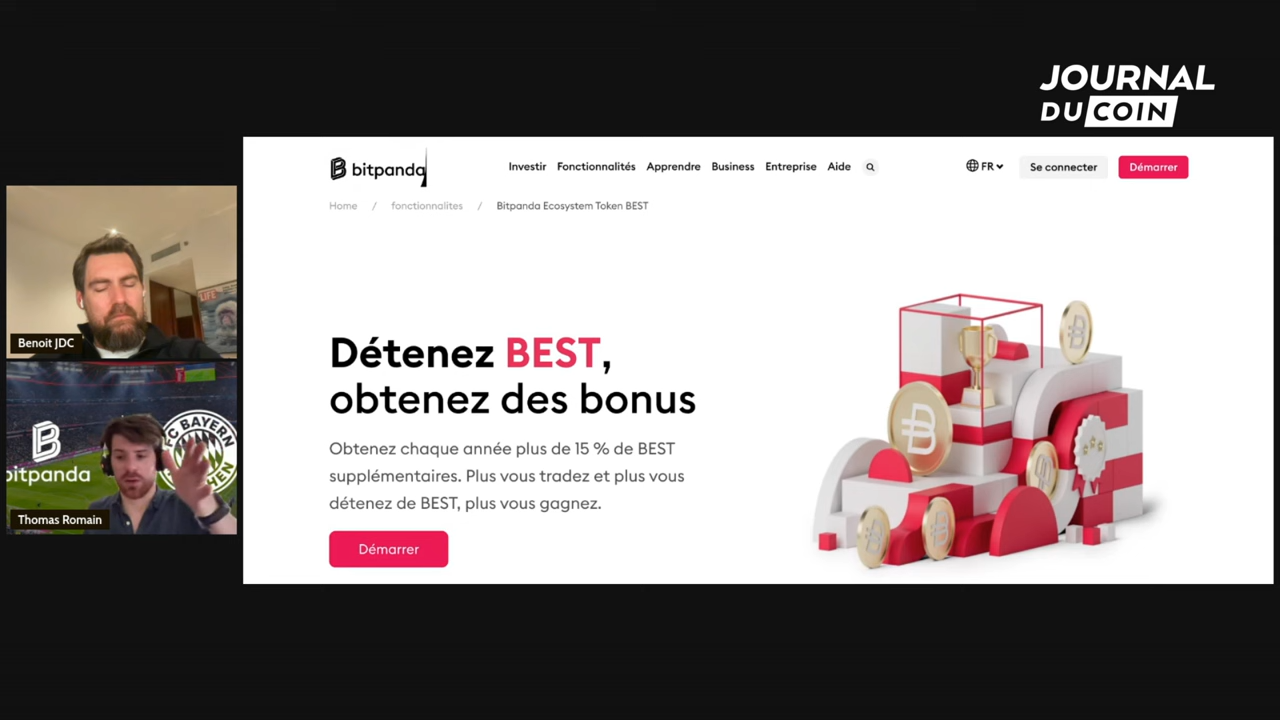 JOURNAL
DU COIN
bitpanda
Investir Fonctionnalités Apprendre Business Entreprise Aide
FR
Se connecter
Démarrer
Home / fonctionnalites / Bitpanda Ecosystem Token BEST
Détenez BEST,
obtenez des bonus
Obtenez chaque année plus de 15 % de BEST
supplémentaires. Plus vous tradez et plus vous
détenez de BEST, plus vous gagnez.
Démarrer
LIFE
Benoit JDC
bitpanda
FC BAYERN
Thomas Romain